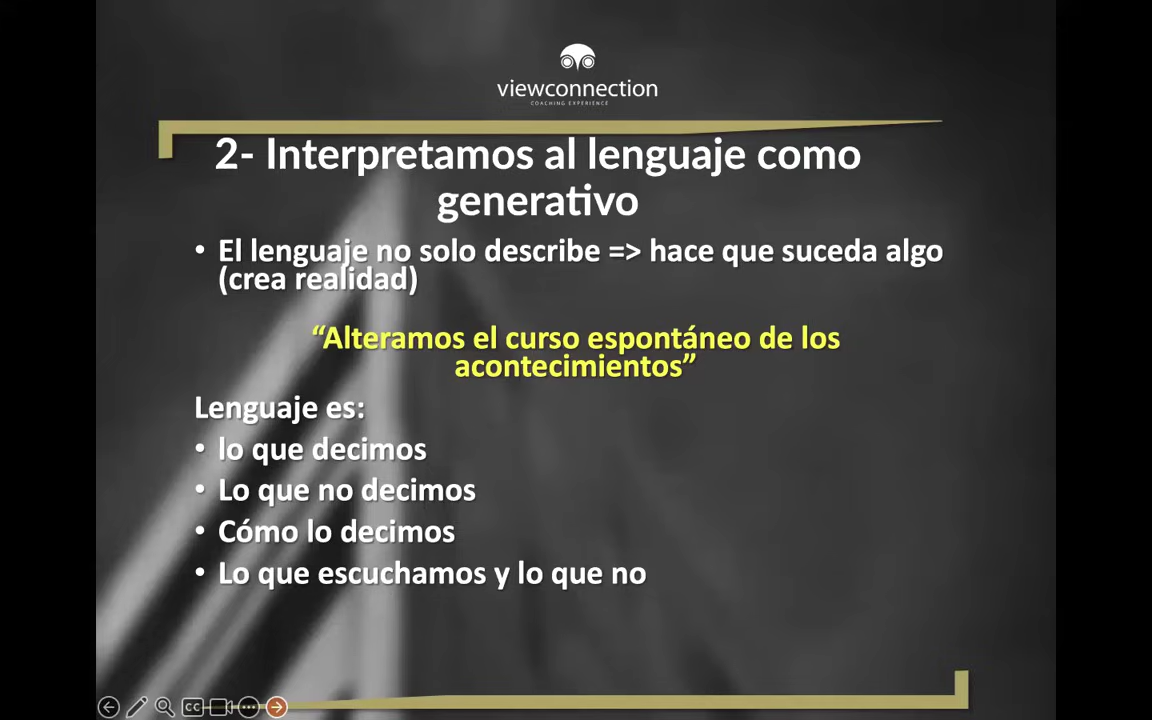 viewconnection
COACHING EXPERIENCE
2- Interpretamos al lenguaje como
generativo
• El lenguaje no solo describe => hace que suceda algo
(crea realidad)
“Alteramos el curso espontáneo de los
acontecimientos”
Lenguaje es:
• lo que decimos
• Lo que no decimos
• Cómo lo decimos
• Lo que escuchamos y lo que no
CC